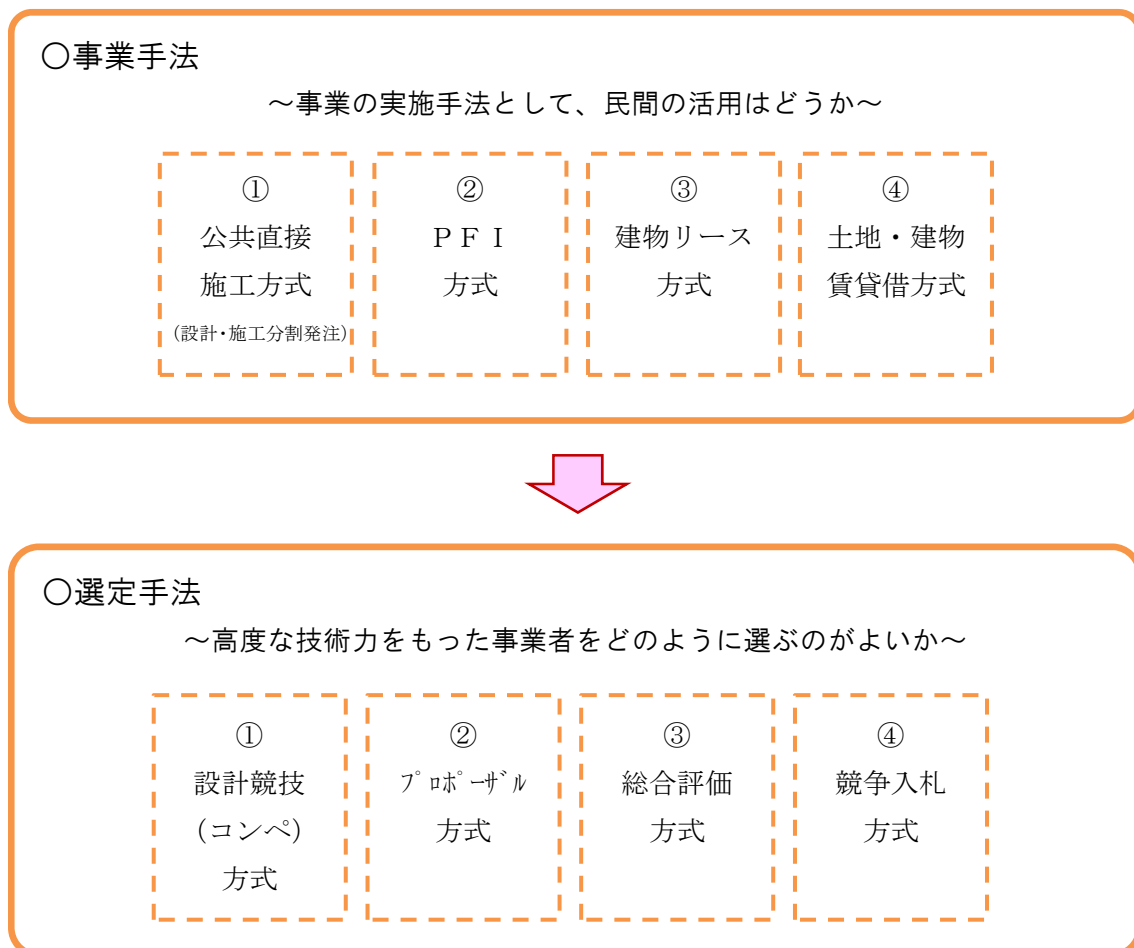 〇事業手法
～事業の実施手法として、民間の活用はどうか～
①
公共直接
施工方式
(設計・施工分割発注)
②
ＰＦＩ
方式
③
建物リース
方式
④
土地・建物
賃貸借方式
〇選定手法
～高度な技術力をもった事業者をどのように選ぶのがよいか～
①
設計競技
(コンペ)
方式
②
ﾌﾟﾛﾎﾟｰｻﾞﾙ
方式
③
総合評価
方式
④
競争入札
方式